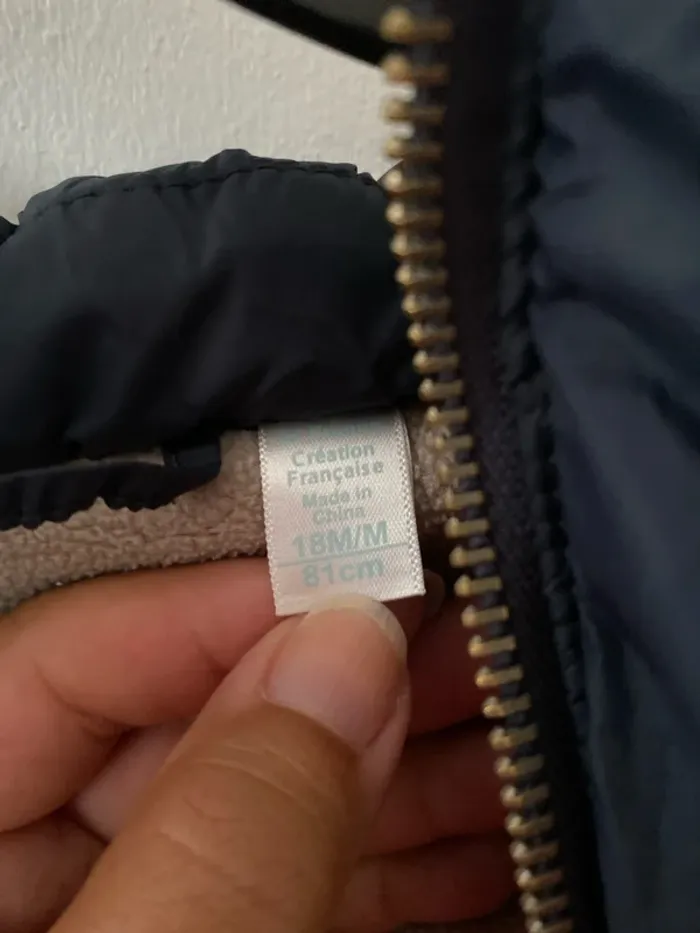 Création
Française
Made in
China
18M/M
81cm